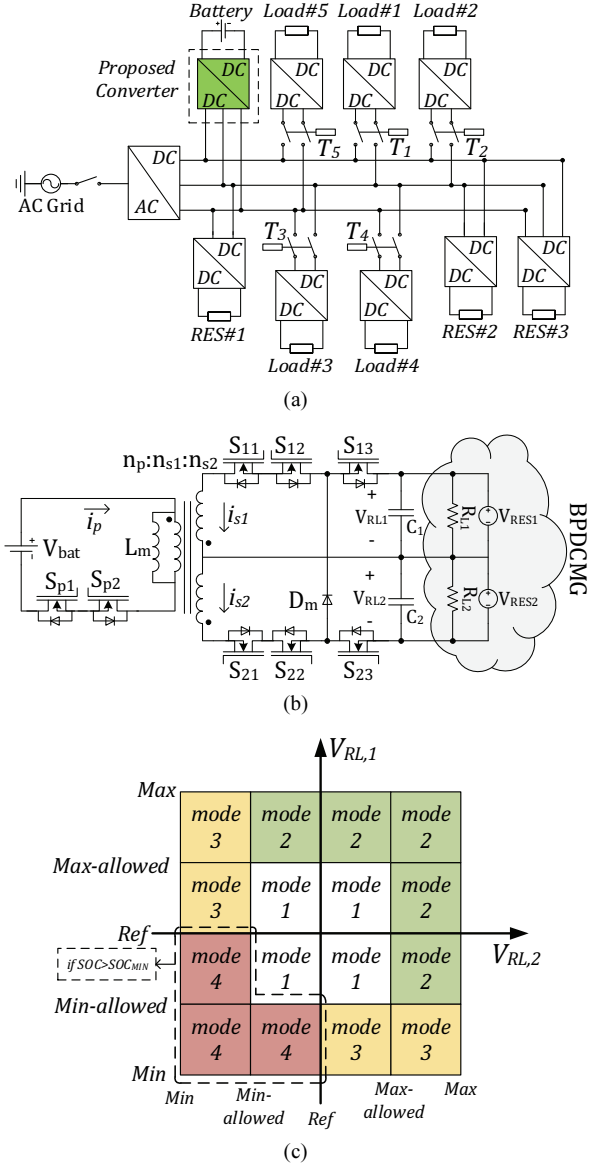 Battery
Load#5
Load#1
Load#2
Proposed
Converter
DC
DC
DC
DC
DC
DC
DC
DC
T5
T1
T2
DC
AC
AC Grid
T3
T4
DC
DC
DC
DC
DC
DC
DC
DC
DC
DC
RES#1
Load#3
Load#4
RES#2
RES#3
(a)
np:ns1:ns2
S11
S12
S13
ip
Vbat
Lm
Sp1
Sp2
is1
is2
Dm
+
VRL1
-
C1
+
VRL2
-
C2
RL1
RL2
VRES1
VRES2
BPDCMG
S21
S22
S23
(b)
VRL,1
Max
mode 3
mode 2
mode 2
mode 2
Max-allowed
mode 3
mode 1
mode 1
mode 2
Ref
VRL,2
if SOC>SOCMIN
mode 4
mode 1
mode 1
mode 2
Min-allowed
mode 4
mode 4
mode 3
mode 3
Min
Min
Min-
allowed
Ref
Max-
allowed
Max
(c)